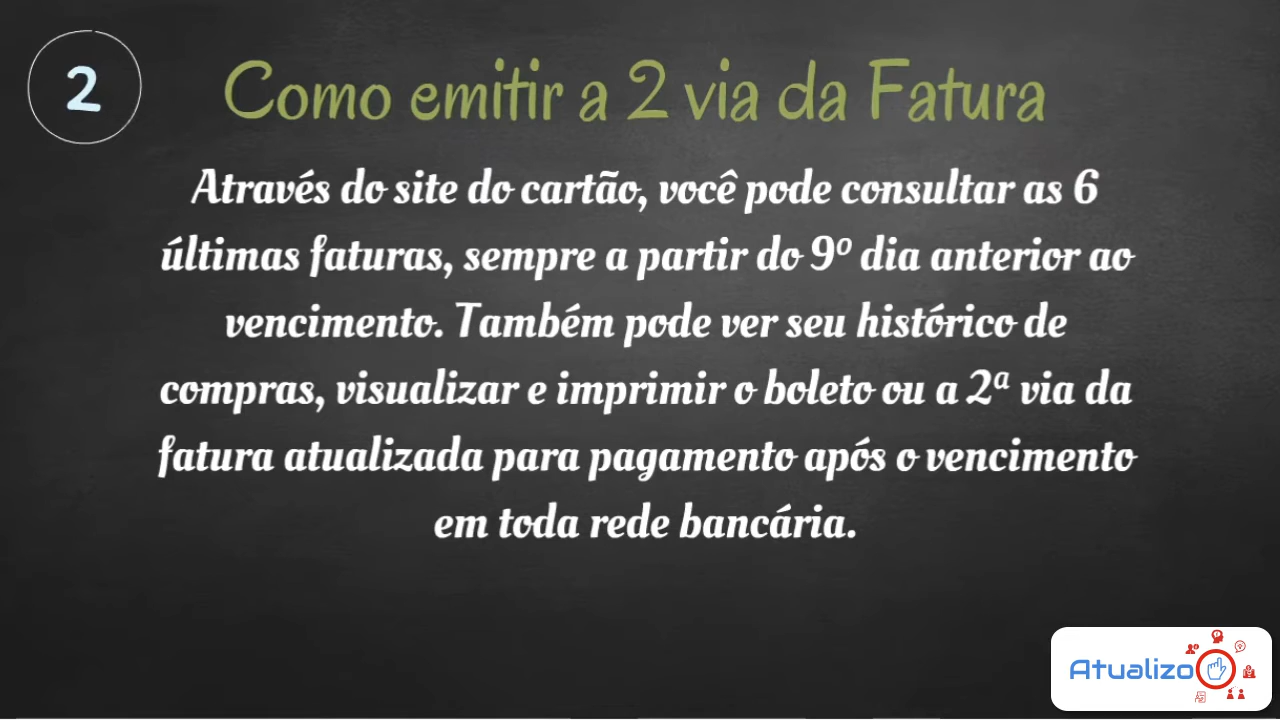 2
Como emitir a 2 via da Fatura
Através do site do cartão, você pode consultar as 6
últimas faturas, sempre a partir do 9º dia anterior ao
vencimento. Também pode ver seu histórico de
compras, visualizar e imprimir o boleto ou a 2ª via da
fatura atualizada para pagamento após o vencimento
em toda rede bancária.
Atualizo